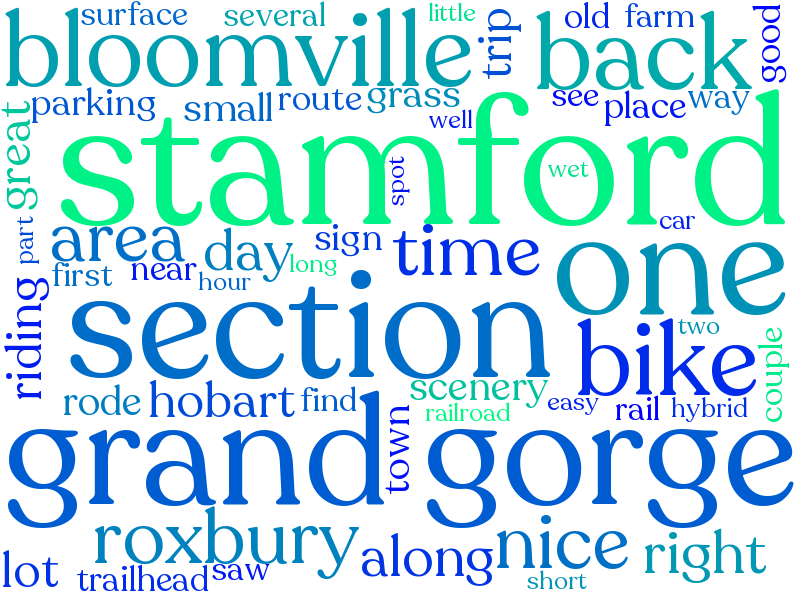 surface several little trip old farm good
bloomville back
parking small route grass see place way
great stamford well
spot wet
part area day sign time car
first near hour long one
riding section two
bike couple
rode hobart find scenery easy rail hybrid
railroad
grand town gorge
roxbury along nice right
lot trailhead saw short